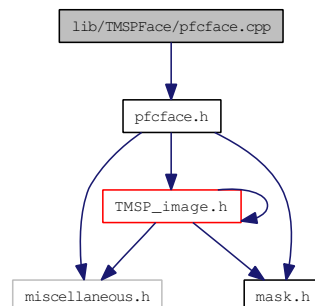 lib/TMSPFace/pfcface.cpp
pfcface.h
TMSP_image.h
miscellaneous.h
mask.h